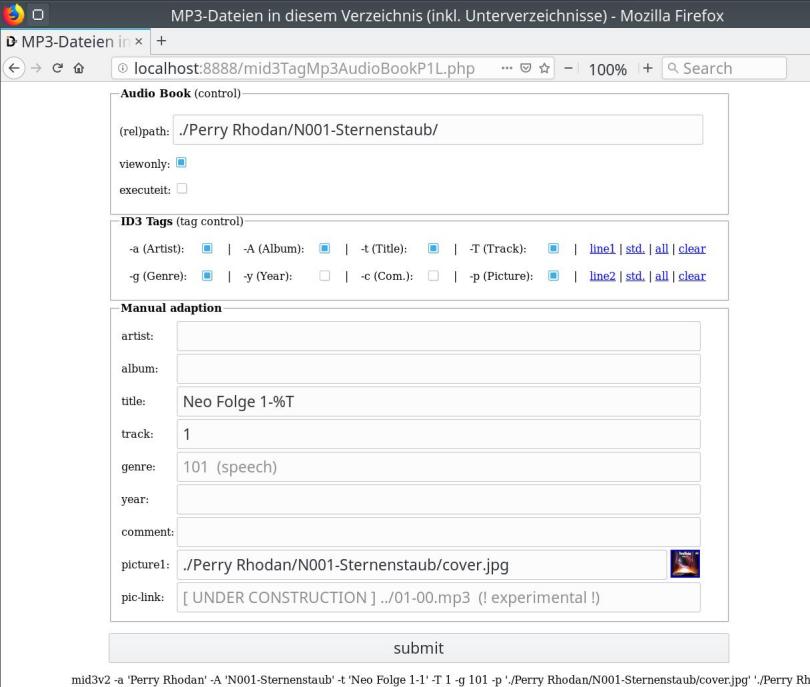 MP3-Dateien in diesem Verzeichnis (inkl. Unterverzeichnisse) - Mozilla Firefox
MP3-Dateien in × +
localhost:8888/mid3TagMp3AudioBookP1L.php ··· − 100% + Search
Audio Book (control)
(rel)path: ./Perry Rhodan/N001-Sternenstaub/
viewonly:
executeit:
ID3 Tags (tag control)
-a (Artist): | -A (Album): | -t (Title): | -T (Track): | line1 | std. | all | clear
-g (Genre): | -y (Year): | -c (Com.): | -p (Picture): | line2 | std. | all | clear
Manual adaption
artist:
album:
title: Neo Folge 1-%T
track: 1
genre: 101 (speech)
year:
comment:
picture1: ./Perry Rhodan/N001-Sternenstaub/cover.jpg
pic-link: [ UNDER CONSTRUCTION ] ../01-00.mp3 (! experimental !)
submit
mid3v2 -a 'Perry Rhodan' -A 'N001-Sternenstaub' -t 'Neo Folge 1-1' -T 1 -g 101 -p './Perry Rhodan/N001-Sternenstaub/cover.jpg' './Perry Rh